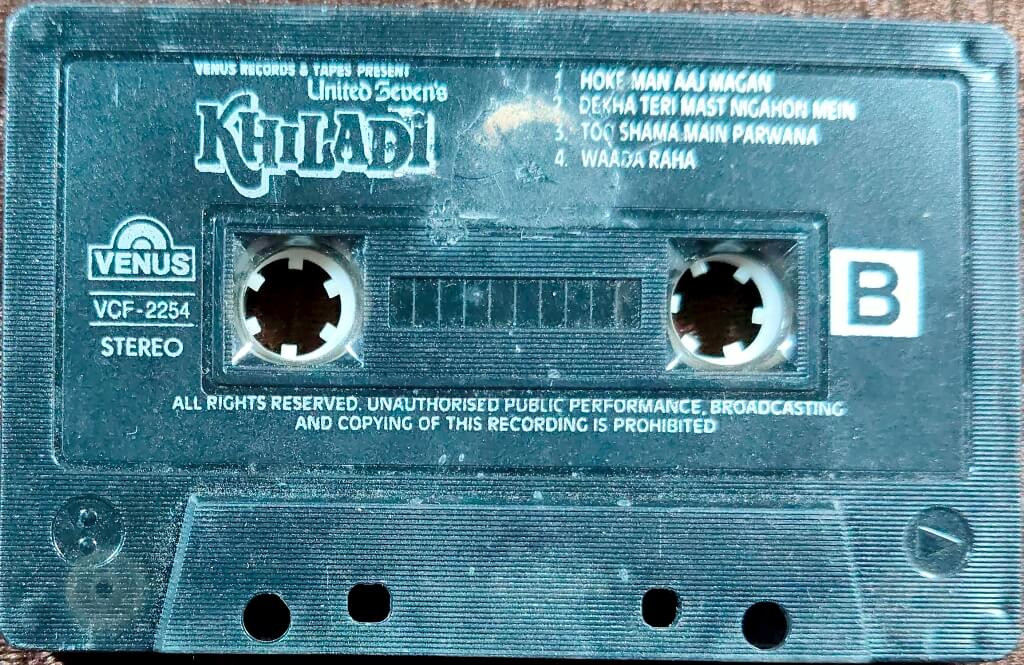 VENUS RECORDS & TAPES PRESENT
United Seven's
KHILADI
1. HOKE MAN AAJ MAGAN
2. DEKHA TERI MAST NIGAHON MEIN
3. TOO SHAMA MAIN PARWANA
4. WAADA RAHA
VENUS
VCF-2254
STEREO
B
ALL RIGHTS RESERVED. UNAUTHORISED PUBLIC PERFORMANCE, BROADCASTING
AND COPYING OF THIS RECORDING IS PROHIBITED